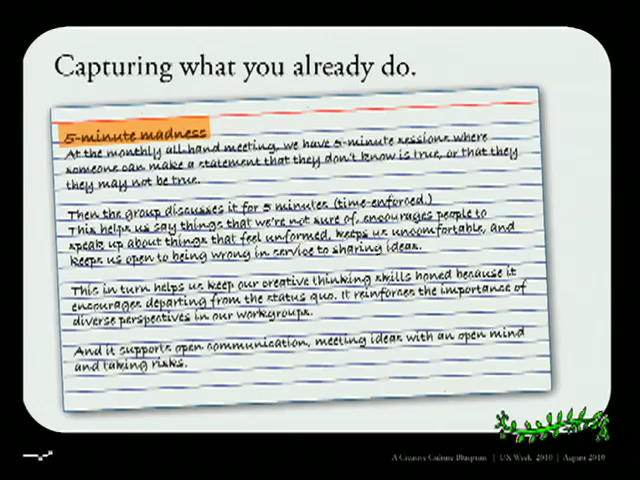 Capturing what you already do.
5-minute madness
At the monthly all-hand meeting, we have 5-minute sessions where
someone can make a statement that they don't know is true, or that they
they may not be true.
Then the group discusses it for 5 minutes (time-enforced.)
This helps us say things that we're not sure of, encourages people to
speak up about things that feel unformed, keeps us uncomfortable, and
keeps us open to being wrong in service to sharing ideas.
This in turn helps us keep our creative thinking skills honed because it
encourages departing from the status quo. It reinforces the importance of
diverse perspectives in our workgroups.
And it supports open communication, meeting ideas with an open mind
and taking risks.
A Creative Culture Blueprint | UX Week 2010 | August 2010